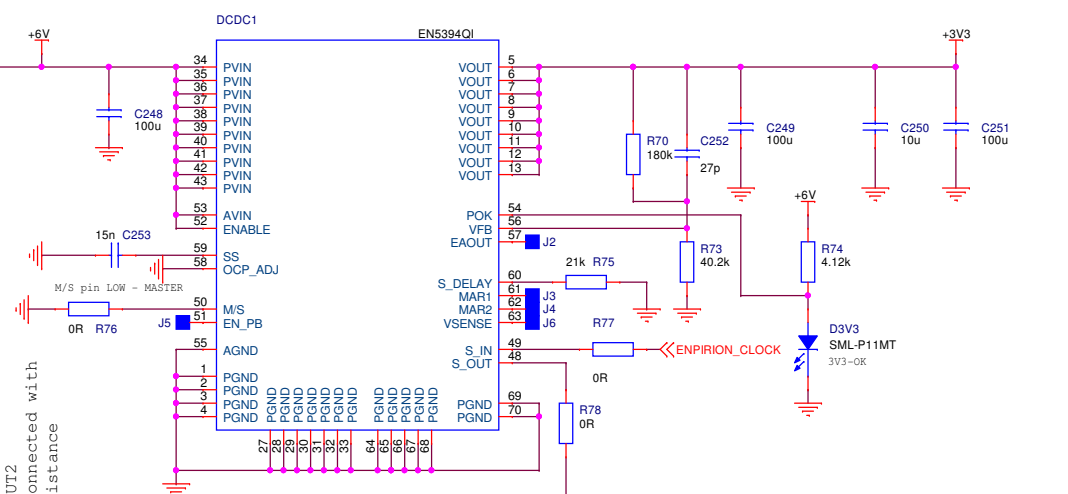 DCDC1
EN5394QI
+6V
+3V3
34 PVIN
35 PVIN
36 PVIN
37 PVIN
38 PVIN
39 PVIN
40 PVIN
41 PVIN
42 PVIN
43 PVIN
53 AVIN
52 ENABLE
59 SS
58 OCP_ADJ
50 M/S
51 EN_PB
55 AGND
1 PGND
2 PGND
3 PGND
4 PGND
VOUT 5
VOUT 6
VOUT 7
VOUT 8
VOUT 9
VOUT 10
VOUT 11
VOUT 12
VOUT 13
POK 54
VFB 56
EAOUT 57
S_DELAY 60
MAR1 61
MAR2 62
VSENSE 63
S_IN 49
S_OUT 48
PGND 69
PGND 70
PGND 27
PGND 28
PGND 29
PGND 30
PGND 31
PGND 32
PGND 33
PGND 64
PGND 65
PGND 66
PGND 67
PGND 68
C248
100u
15n C253
M/S pin LOW - MASTER
0R R76
J5
J2
J3
J4
J6
R70
180k
C252
27p
C249
100u
C250
10u
C251
100u
R73
40.2k
+6V
R74
4.12k
21k R75
R77
0R
ENPIRION_CLOCK
R78
0R
D3V3
SML-P11MT
3V3-OK
UT2
onnected with
istance